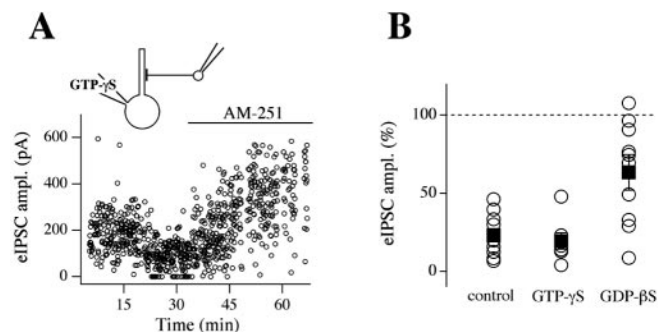 A
GTP-γS
AM-251
eIPSC ampl. (pA)
600
400
200
0
15 30 45 60
Time (min)
B
eIPSC ampl. (%)
100
50
0
control GTP-γS GDP-βS